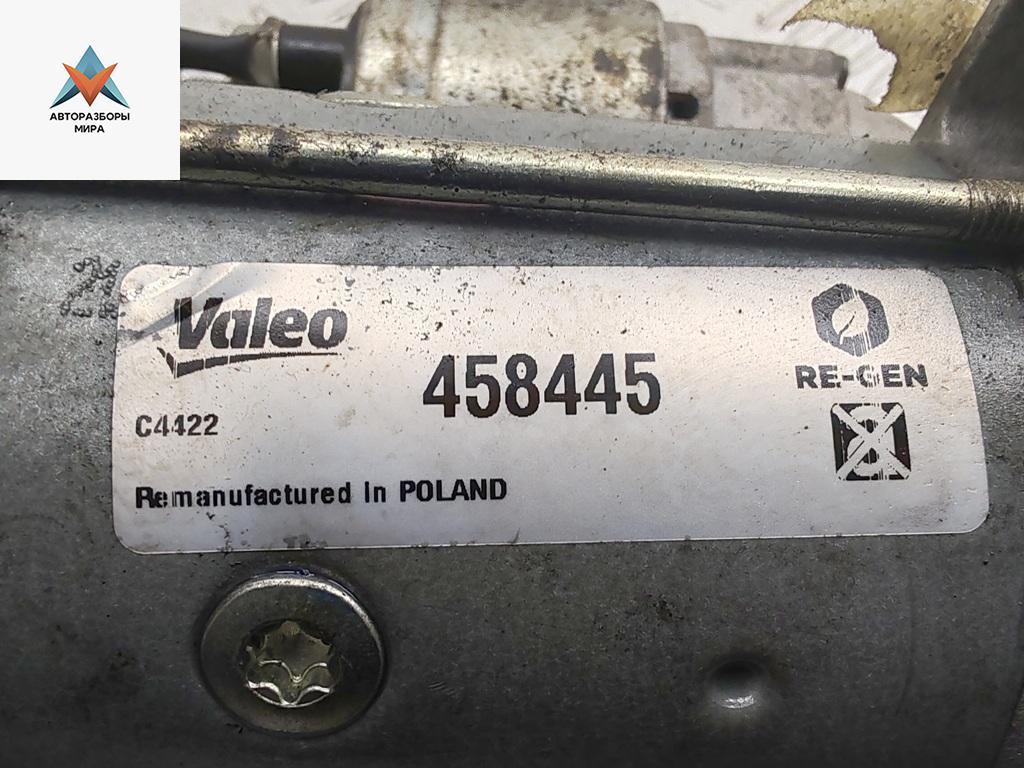 АВТОРАЗБОРЫ
МИРА
Valeo
458445
RE-GEN
C4422
Remanufactured In POLAND